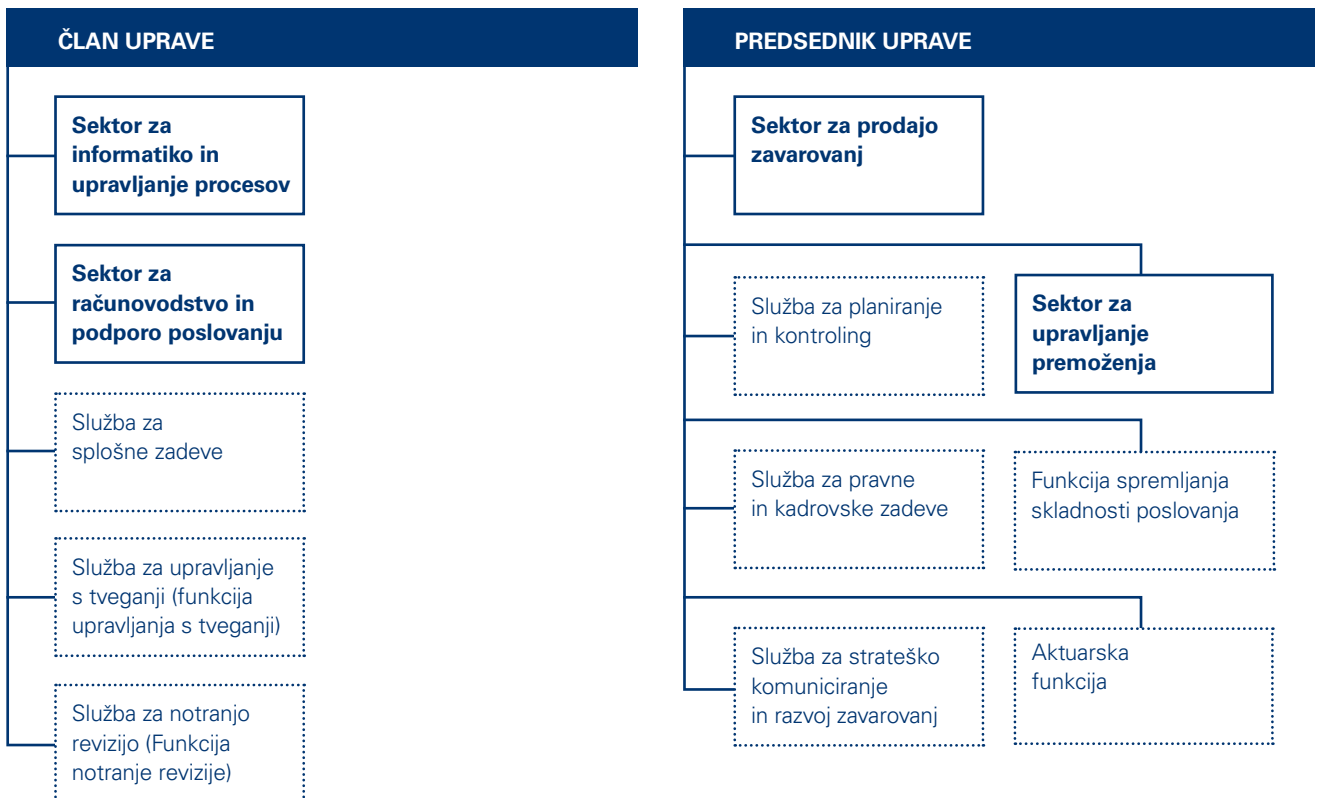 ČLAN UPRAVE
Sektor za
informatiko in
upravljanje procesov
Sektor za
računovodstvo in
podporo poslovanju
Služba za
splošne zadeve
Služba za upravljanje
s tveganji (funkcija
upravljanja s tveganji)
Služba za notranjo
revizijo (Funkcija
notranje revizije)
PREDSEDNIK UPRAVE
Sektor za prodajo
zavarovanj
Služba za planiranje
in kontroling
Sektor za
upravljanje
premoženja
Služba za pravne
in kadrovske zadeve
Funkcija spremljanja
skladnosti poslovanja
Služba za strateško
komuniciranje
in razvoj zavarovanj
Aktuarska
funkcija